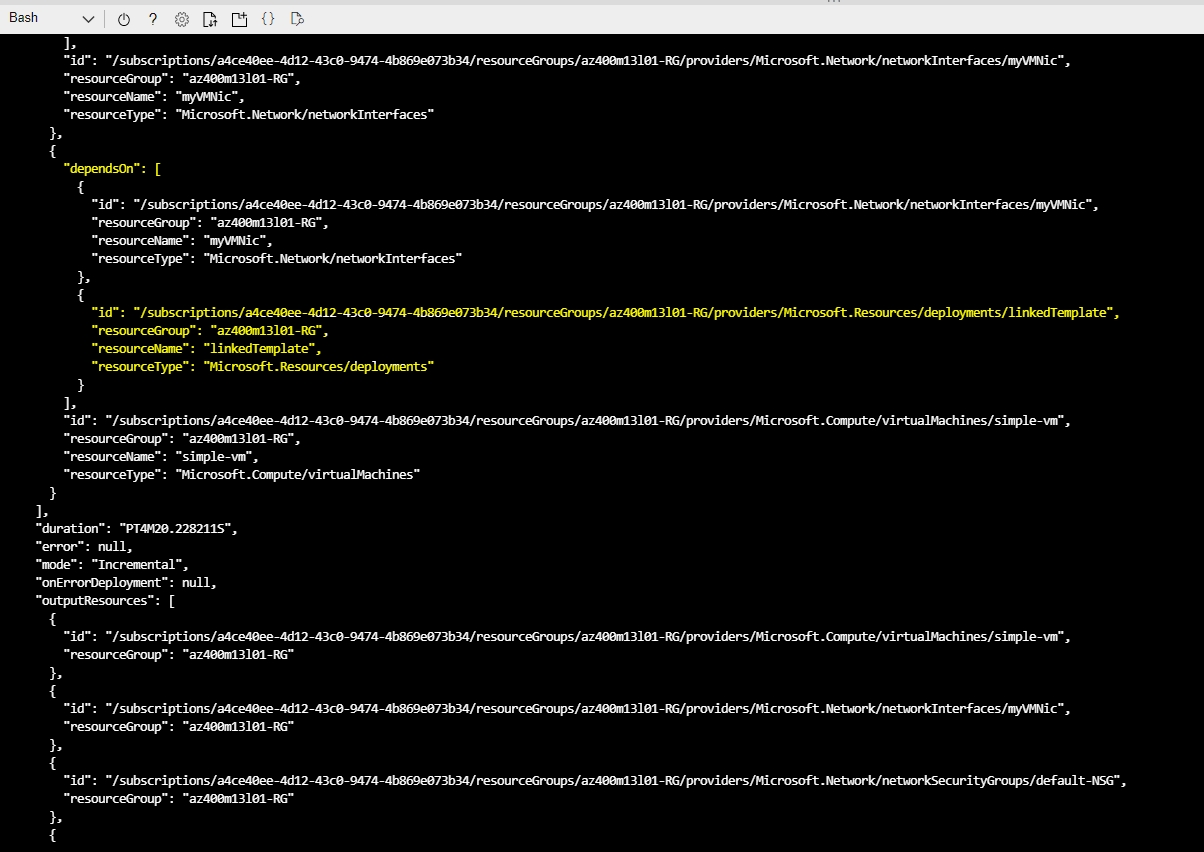 Bash
],
"id": "/subscriptions/a4ce40ee-4d12-43c0-9474-4b869e073b34/resourceGroups/az400m13l01-RG/providers/Microsoft.Network/networkInterfaces/myVMNic",
"resourceGroup": "az400m13l01-RG",
"resourceName": "myVMNic",
"resourceType": "Microsoft.Network/networkInterfaces"
},
{
"dependsOn": [
{
"id": "/subscriptions/a4ce40ee-4d12-43c0-9474-4b869e073b34/resourceGroups/az400m13l01-RG/providers/Microsoft.Network/networkInterfaces/myVMNic",
"resourceGroup": "az400m13l01-RG",
"resourceName": "myVMNic",
"resourceType": "Microsoft.Network/networkInterfaces"
},
{
"id": "/subscriptions/a4ce40ee-4d12-43c0-9474-4b869e073b34/resourceGroups/az400m13l01-RG/providers/Microsoft.Resources/deployments/linkedTemplate",
"resourceGroup": "az400m13l01-RG",
"resourceName": "linkedTemplate",
"resourceType": "Microsoft.Resources/deployments"
}
],
"id": "/subscriptions/a4ce40ee-4d12-43c0-9474-4b869e073b34/resourceGroups/az400m13l01-RG/providers/Microsoft.Compute/virtualMachines/simple-vm",
"resourceGroup": "az400m13l01-RG",
"resourceName": "simple-vm",
"resourceType": "Microsoft.Compute/virtualMachines"
}
],
"duration": "PT4M20.228211S",
"error": null,
"mode": "Incremental",
"onErrorDeployment": null,
"outputResources": [
{
"id": "/subscriptions/a4ce40ee-4d12-43c0-9474-4b869e073b34/resourceGroups/az400m13l01-RG/providers/Microsoft.Compute/virtualMachines/simple-vm",
"resourceGroup": "az400m13l01-RG"
},
{
"id": "/subscriptions/a4ce40ee-4d12-43c0-9474-4b869e073b34/resourceGroups/az400m13l01-RG/providers/Microsoft.Network/networkInterfaces/myVMNic",
"resourceGroup": "az400m13l01-RG"
},
{
"id": "/subscriptions/a4ce40ee-4d12-43c0-9474-4b869e073b34/resourceGroups/az400m13l01-RG/providers/Microsoft.Network/networkSecurityGroups/default-NSG",
"resourceGroup": "az400m13l01-RG"
},
{